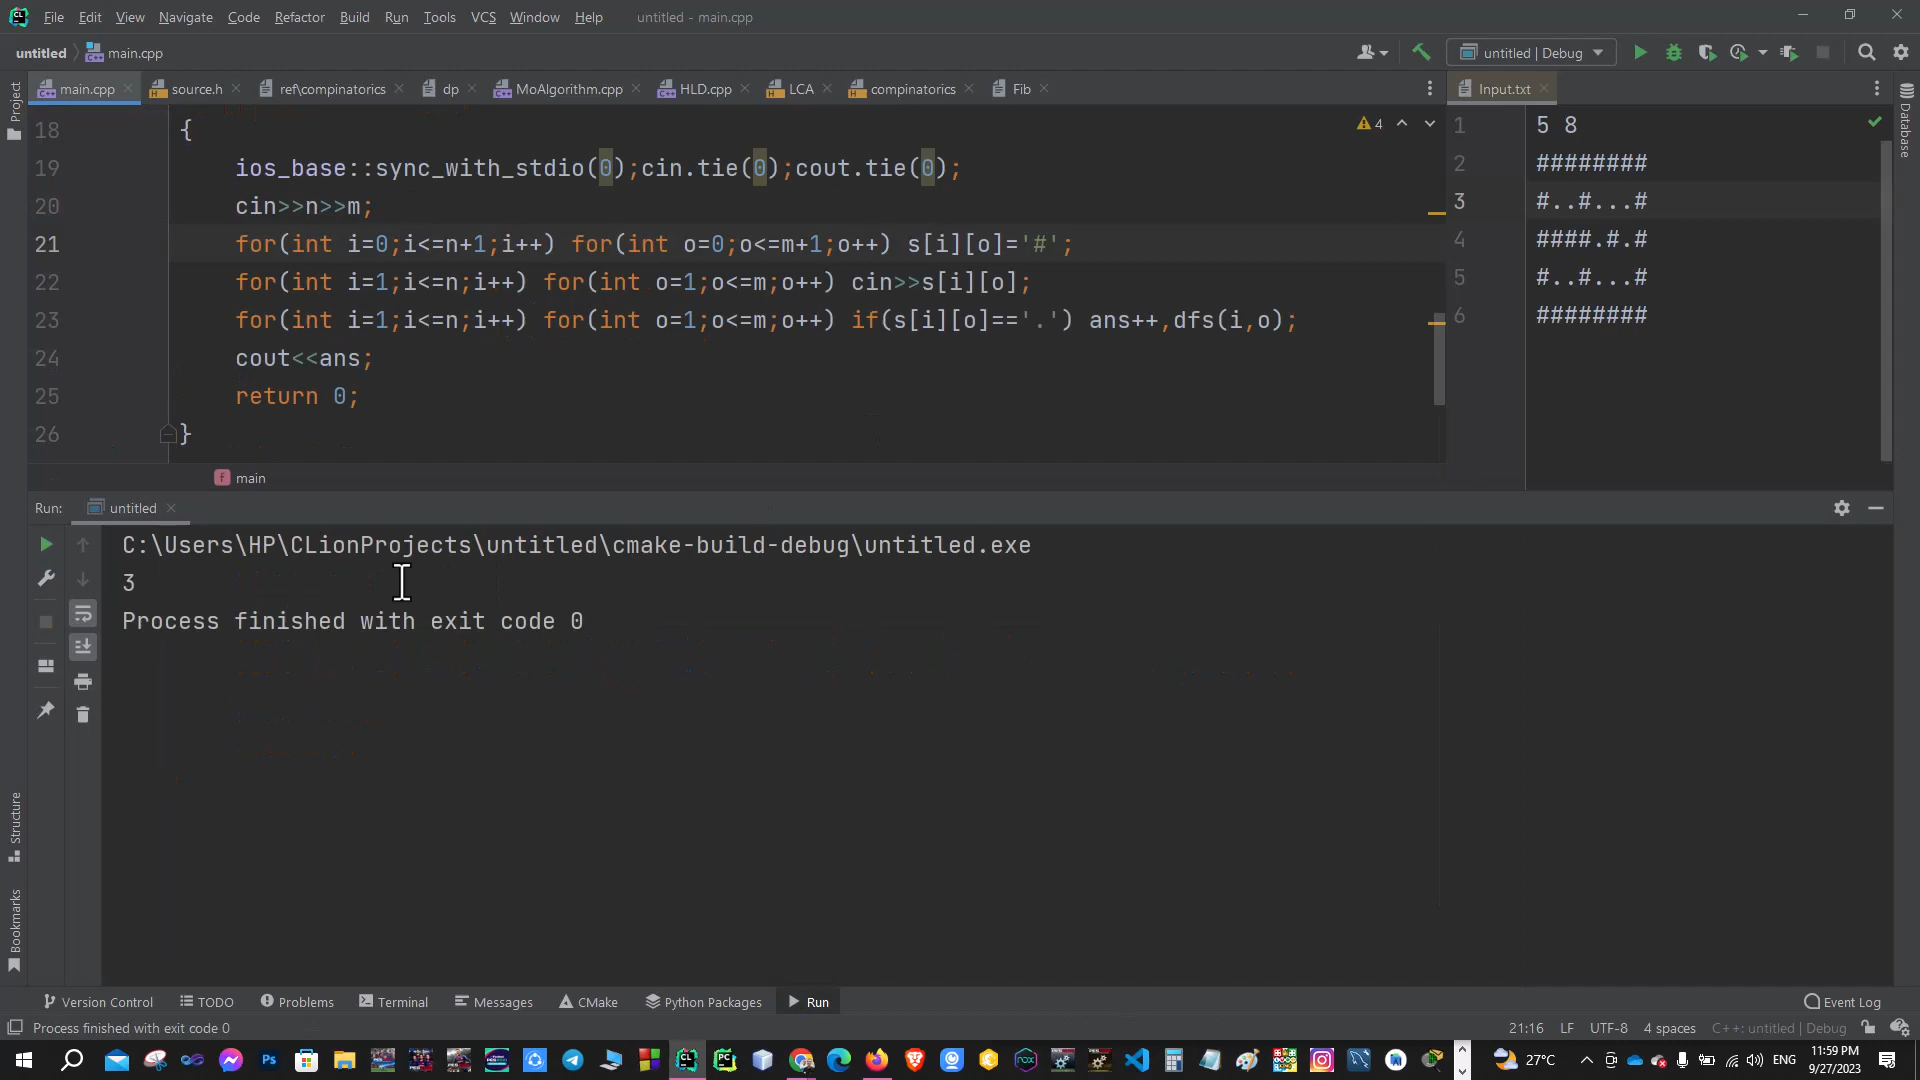 File Edit View Navigate Code Refactor Build Run Tools VCS Window Help untitled - main.cpp
untitled main.cpp untitled | Debug
Project main.cpp source.h ref\compinatorics dp MoAlgorithm.cpp HLD.cpp LCA compinatorics Fib Input.txt Database
18 {
19 ios_base::sync_with_stdio(0);cin.tie(0);cout.tie(0);
20 cin>>n>>m;
21 for(int i=0;i<=n+1;i++) for(int o=0;o<=m+1;o++) s[i][o]='#';
22 for(int i=1;i<=n;i++) for(int o=1;o<=m;o++) cin>>s[i][o];
23 for(int i=1;i<=n;i++) for(int o=1;o<=m;o++) if(s[i][o]=='.') ans++,dfs(i,o);
24 cout<<ans;
25 return 0;
26 }
4
1 5 8
2 ########
3 #..#...#
4 ####.#.#
5 #..#...#
6 ########
main
Run: untitled
C:\Users\HP\CLionProjects\untitled\cmake-build-debug\untitled.exe
3
Process finished with exit code 0
Structure
Bookmarks
Version Control TODO Problems Terminal Messages CMake Python Packages Run Event Log
Process finished with exit code 0 21:16 LF UTF-8 4 spaces C++: untitled | Debug
27°C ENG 11:59 PM
9/27/2023